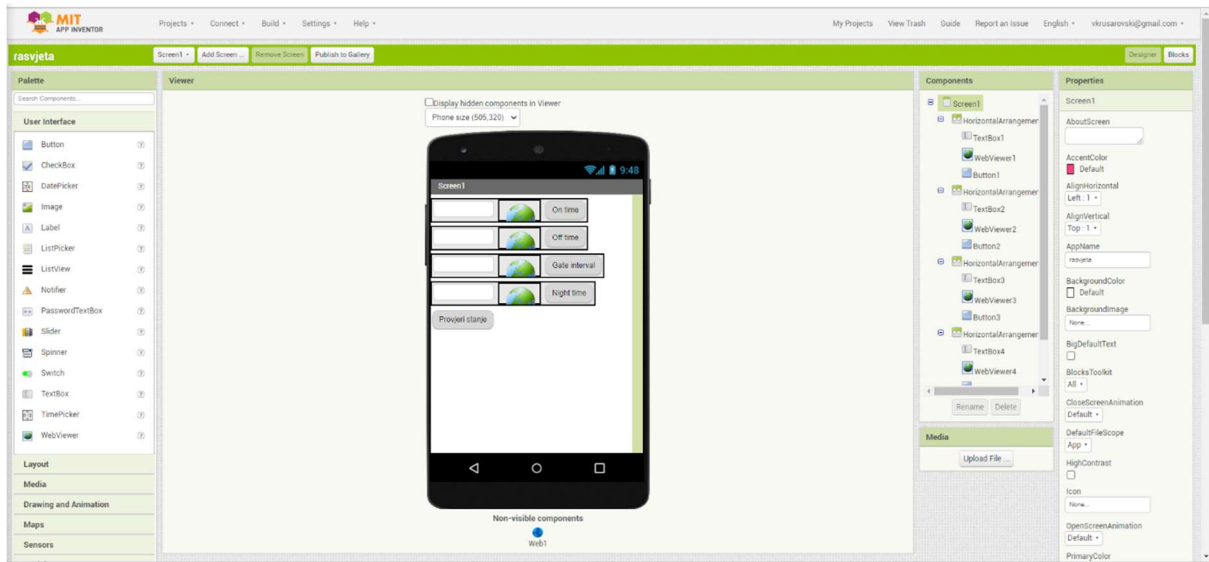 MIT
APP INVENTOR
Projects Connect Build Settings Help
My Projects View Trash Guide Report an Issue English vkrusarovski@gmail.com
rasvjeta
Screen1 Add Screen ... Remove Screen Publish to Gallery
Designer Blocks
Palette
Search Components...
User Interface
Button
CheckBox
DatePicker
Image
Label
ListPicker
ListView
Notifier
PasswordTextBox
Slider
Spinner
Switch
TextBox
TimePicker
WebViewer
Layout
Media
Drawing and Animation
Maps
Sensors
Viewer
Display hidden components in Viewer
Phone size (505,320)
9:48
Screen1
On time
Off time
Gate interval
Night time
Provjeri stanje
Non-visible components
Web1
Components
Screen1
HorizontalArrangemer
TextBox1
WebViewer1
Button1
HorizontalArrangemer
TextBox2
WebViewer2
Button2
HorizontalArrangemer
TextBox3
WebViewer3
Button3
HorizontalArrangemer
TextBox4
WebViewer4
Rename Delete
Media
Upload File ...
Properties
Screen1
AboutScreen
AccentColor
Default
AlignHorizontal
Left : 1
AlignVertical
Top : 1
AppName
rasvjeta
BackgroundColor
Default
BackgroundImage
None...
BigDefaultText
BlocksToolkit
All
CloseScreenAnimation
Default
DefaultFileScope
App
HighContrast
Icon
None...
OpenScreenAnimation
Default
PrimaryColor